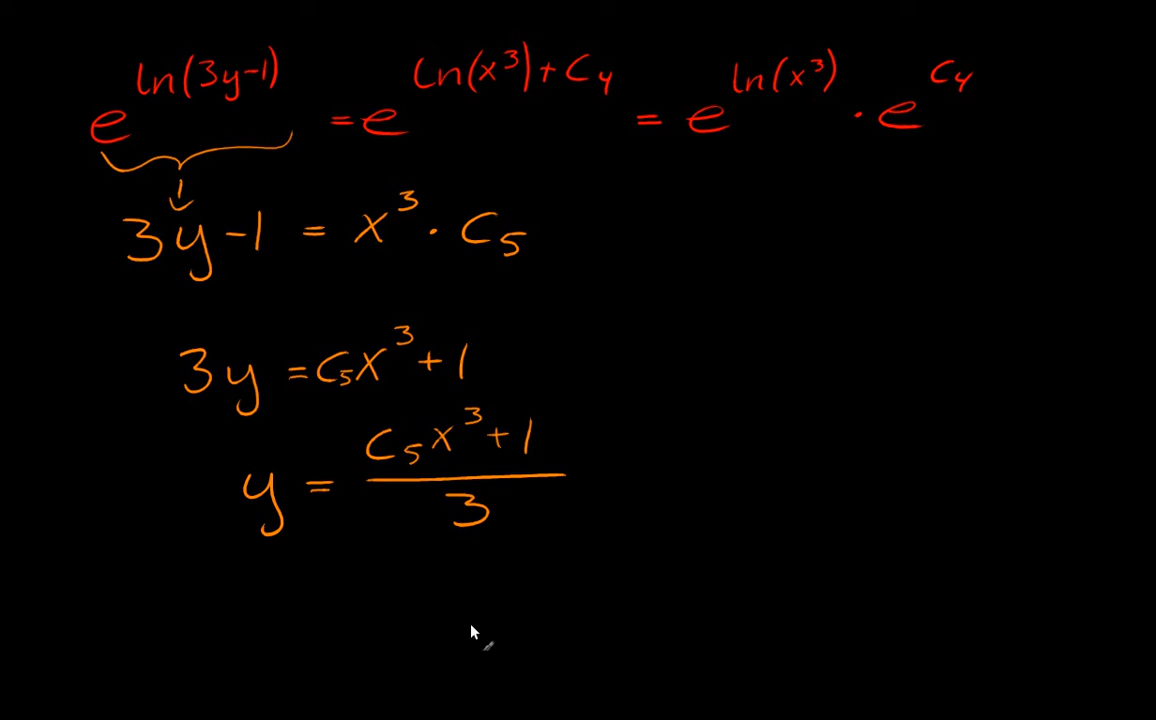 e^{ln(3y-1)} = e^{ln(x^3)+C_4} = e^{ln(x^3)} · e^{C_4}
3y-1 = x^3 · C_5
3y = C_5x^3+1
y = \frac{C_5x^3+1}{3}